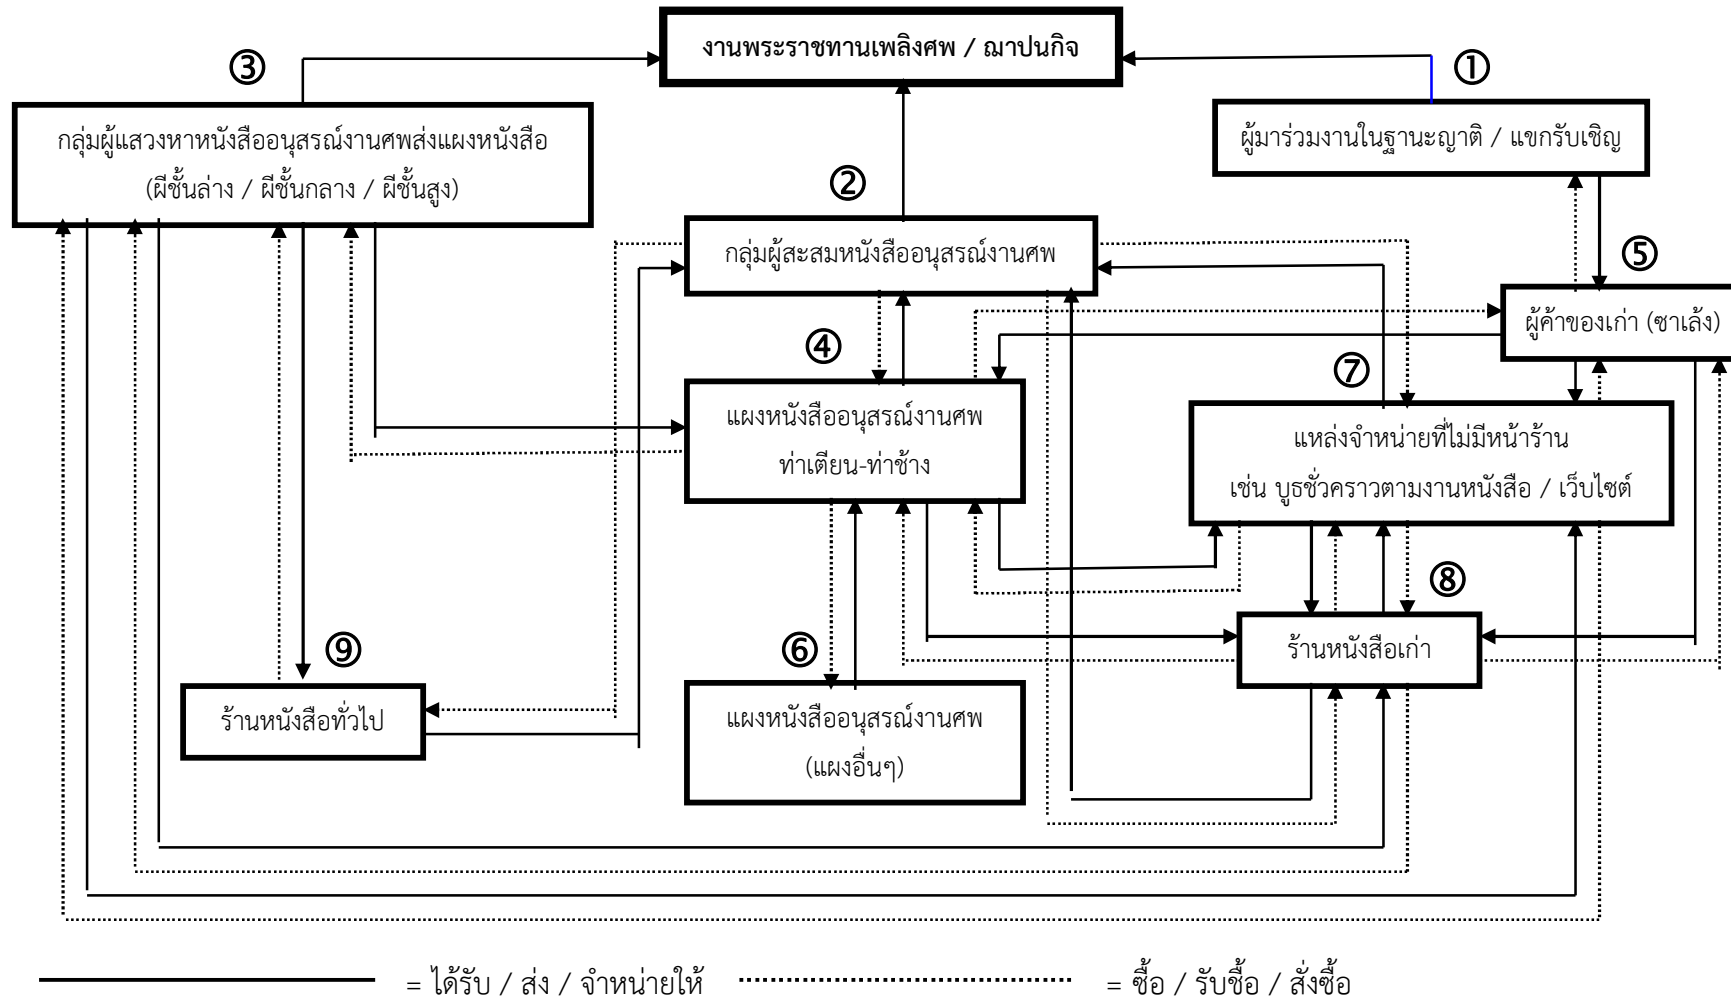 งานพระราชทานเพลิงศพ / ฌาปนกิจ
③
①
กลุ่มผู้แสวงหาหนังสืออนุสรณ์งานศพส่งแผงหนังสือ
(ผีชั้นล่าง / ผีชั้นกลาง / ผีชั้นสูง)
ผู้มาร่วมงานในฐานะญาติ / แขกรับเชิญ
②
กลุ่มผู้สะสมหนังสืออนุสรณ์งานศพ
⑤
ผู้ค้าของเก่า (ซาเล้ง)
④
⑦
แผงหนังสืออนุสรณ์งานศพ
ท่าเตียน-ท่าช้าง
แหล่งจำหน่ายที่ไม่มีหน้าร้าน
เช่น บูธชั่วคราวตามงานหนังสือ / เว็บไซต์
⑧
ร้านหนังสือเก่า
⑨
ร้านหนังสือทั่วไป
⑥
แผงหนังสืออนุสรณ์งานศพ
(แผงอื่นๆ)
= ได้รับ / ส่ง / จำหน่ายให้
= ซื้อ / รับซื้อ / สั่งซื้อ